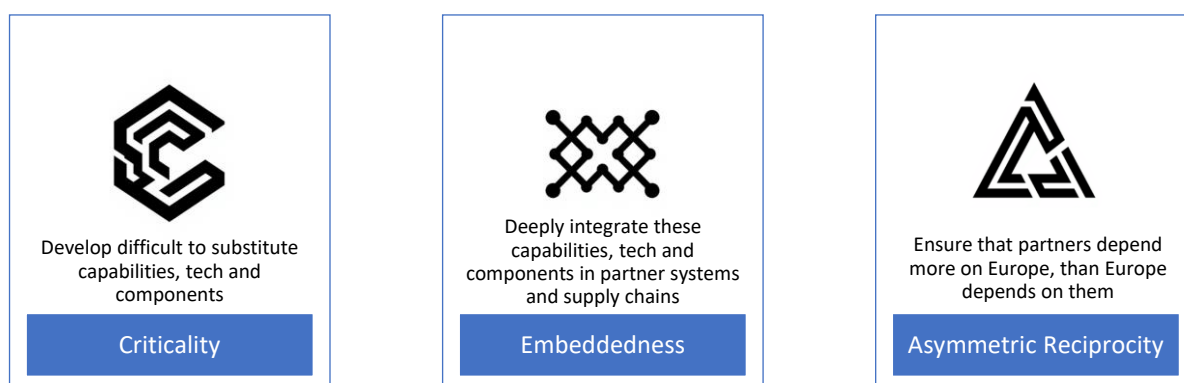 Develop difficult to substitute
capabilities, tech and
components
Criticality
Deeply integrate these
capabilities, tech and
components in partner systems
and supply chains
Embeddedness
Ensure that partners depend
more on Europe, than Europe
depends on them
Asymmetric Reciprocity